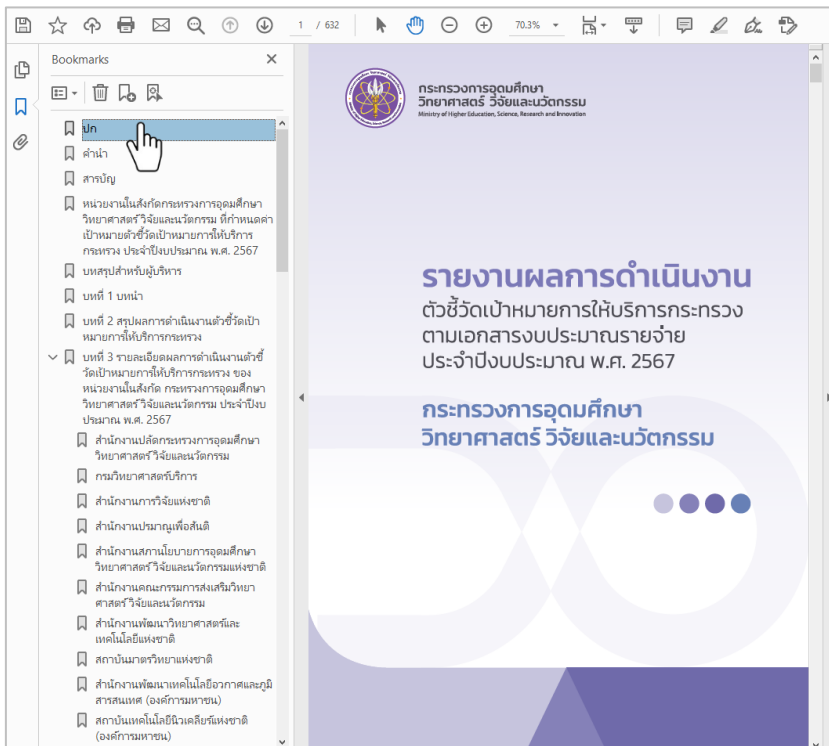 1 / 632
70.3%
Bookmarks
ปก
คำนำ
สารบัญ
หน่วยงานในสังกัดกระทรวงการอุดมศึกษา
วิทยาศาสตร์ วิจัยและนวัตกรรม ที่กำหนดค่า
เป้าหมายตัวชี้วัดเป้าหมายการให้บริการ
กระทรวง ประจำปีงบประมาณ พ.ศ. 2567
บทสรุปสำหรับผู้บริหาร
บทที่ 1 บทนำ
บทที่ 2 สรุปผลการดำเนินงานตัวชี้วัดเป้า
หมายการให้บริการกระทรวง
บทที่ 3 รายละเอียดผลการดำเนินงานตัวชี้
วัดเป้าหมายการให้บริการกระทรวง ของ
หน่วยงานในสังกัด กระทรวงการอุดมศึกษา
วิทยาศาสตร์ วิจัยและนวัตกรรม ประจำปีงบ
ประมาณ พ.ศ. 2567
สำนักงานปลัดกระทรวงการอุดมศึกษา
วิทยาศาสตร์ วิจัยและนวัตกรรม
กรมวิทยาศาสตร์บริการ
สำนักงานการวิจัยแห่งชาติ
สำนักงานปรมาณูเพื่อสันติ
สำนักงานสภานโยบายการอุดมศึกษา
วิทยาศาสตร์ วิจัยและนวัตกรรมแห่งชาติ
สำนักงานคณะกรรมการส่งเสริมวิทยา
ศาสตร์ วิจัยและนวัตกรรม
สำนักงานพัฒนาวิทยาศาสตร์และ
เทคโนโลยีแห่งชาติ
สถาบันมาตรวิทยาแห่งชาติ
สำนักงานพัฒนาเทคโนโลยีอวกาศและภูมิ
สารสนเทศ (องค์การมหาชน)
สถาบันเทคโนโลยีนิวเคลียร์แห่งชาติ
(องค์การมหาชน)
กระทรวงการอุดมศึกษา
วิทยาศาสตร์ วิจัยและนวัตกรรม
Ministry of Higher Education, Science, Research and Innovation
รายงานผลการดำเนินงาน
ตัวชี้วัดเป้าหมายการให้บริการกระทรวง
ตามเอกสารงบประมาณรายจ่าย
ประจำปีงบประมาณ พ.ศ. 2567
กระทรวงการอุดมศึกษา
วิทยาศาสตร์ วิจัยและนวัตกรรม